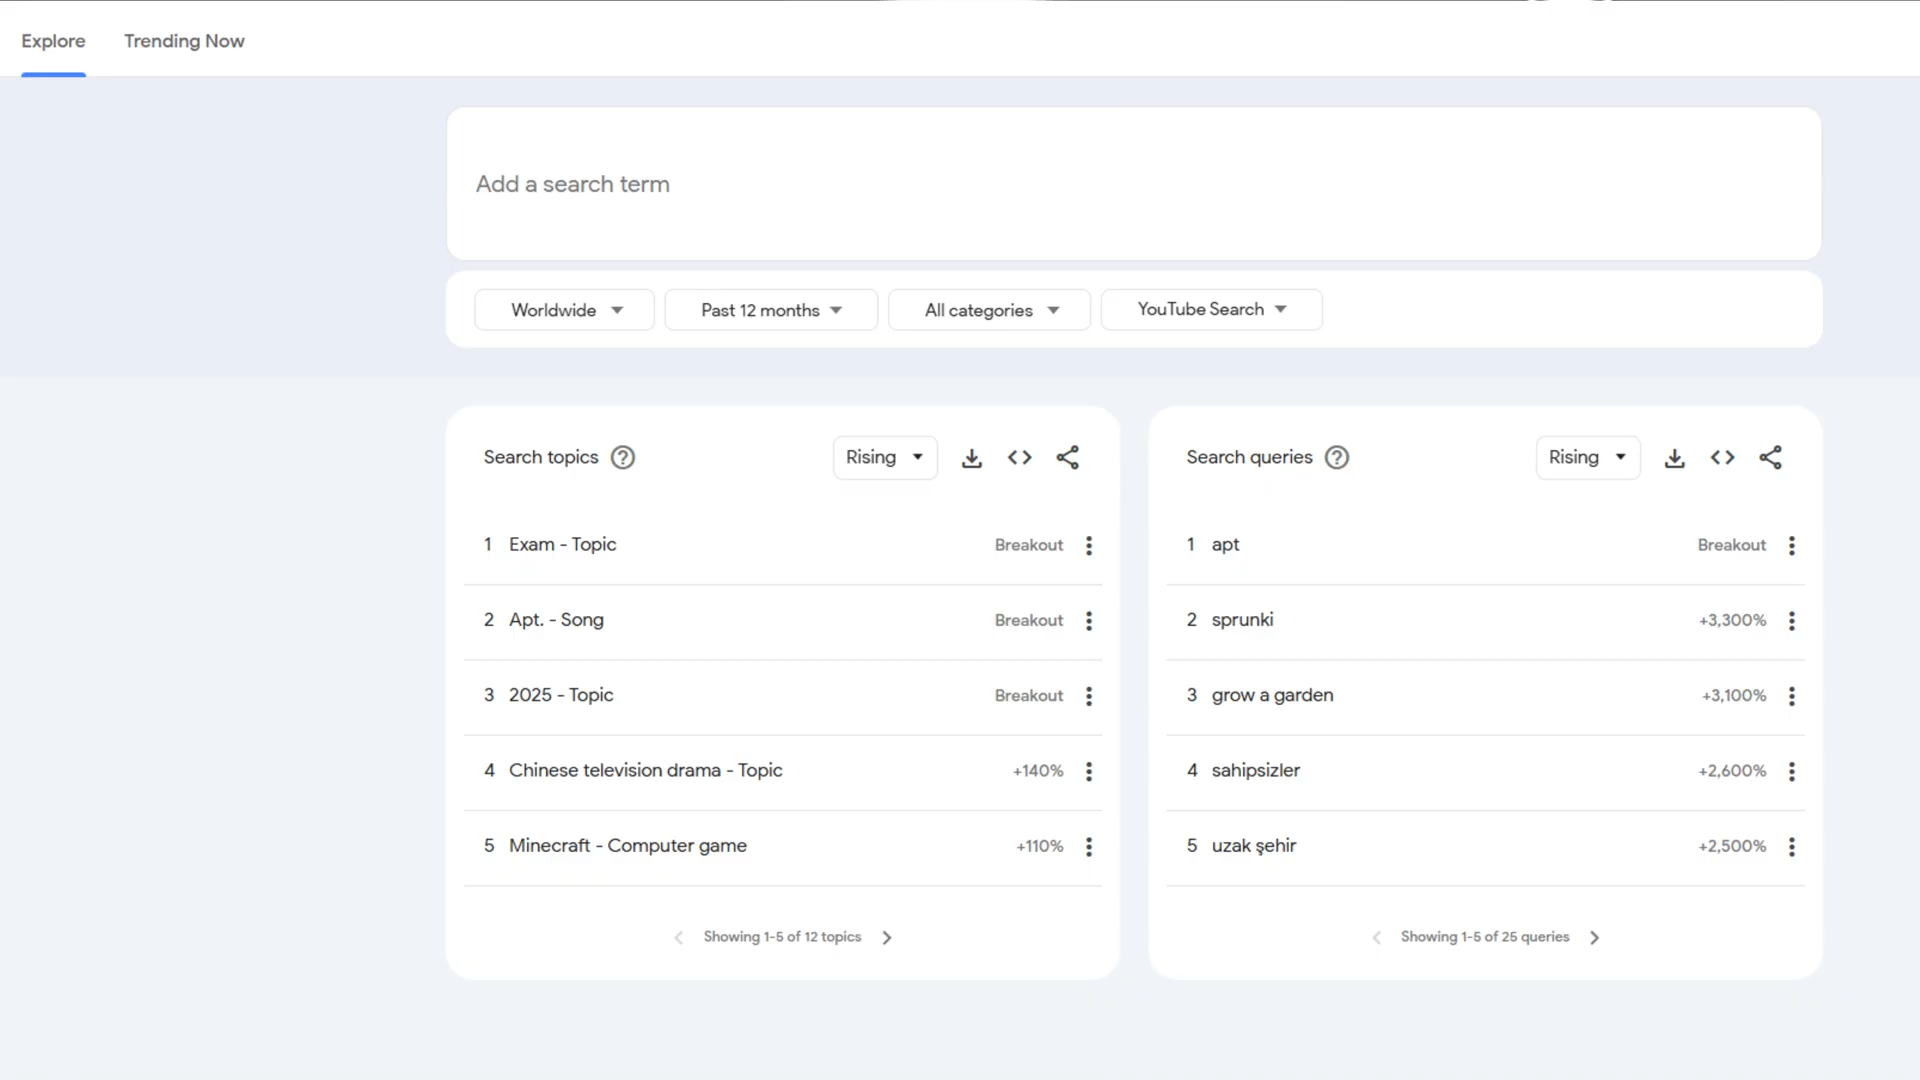 Explore Trending Now
Add a search term
Worldwide Past 12 months All categories YouTube Search
Search topics Rising
1 Exam - Topic Breakout
2 Apt. - Song Breakout
3 2025 - Topic Breakout
4 Chinese television drama - Topic +140%
5 Minecraft - Computer game +110%
Showing 1-5 of 12 topics
Search queries Rising
1 apt Breakout
2 sprunki +3,300%
3 grow a garden +3,100%
4 sahipsizler +2,600%
5 uzak şehir +2,500%
Showing 1-5 of 25 queries